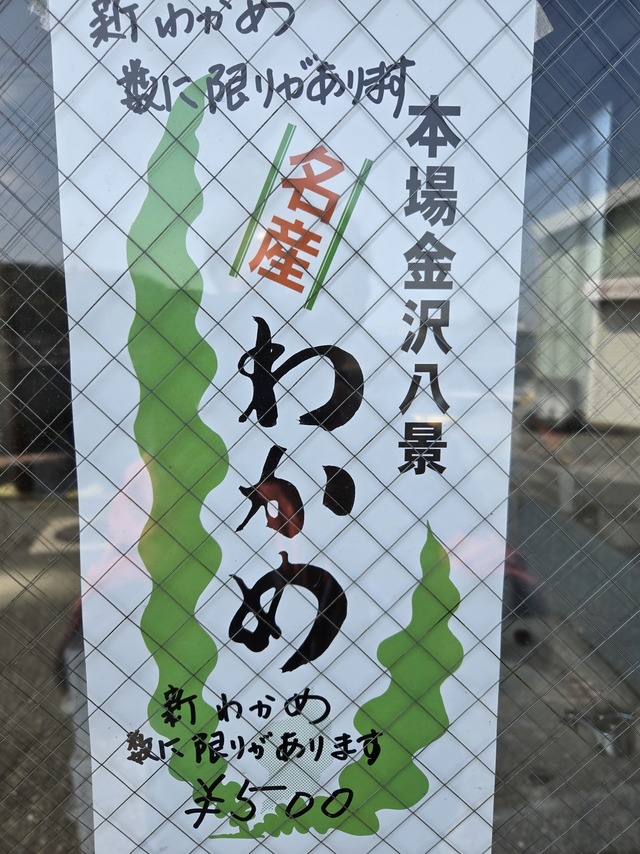 新わかめ
数に限りがあります
本場金沢八景
名産
わかめ
新わかめ
数に限りがあります
¥500